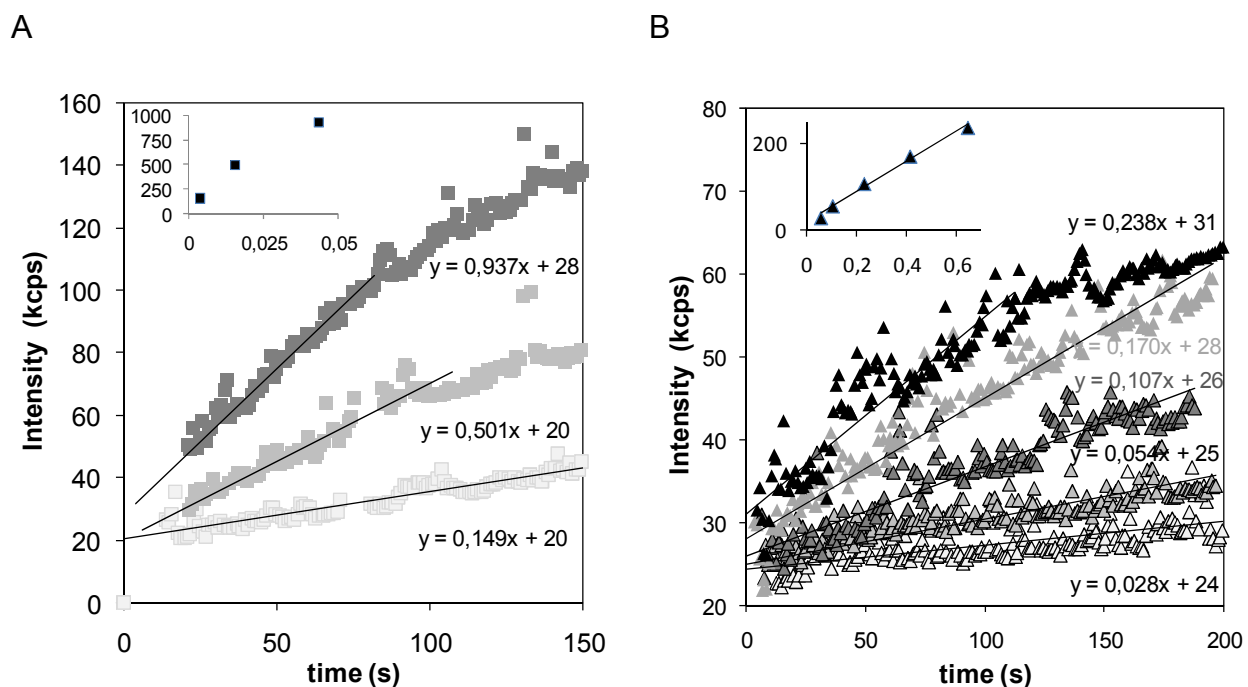 A
B
Intensity (kcps)
160
140
120
100
80
60
40
20
0
1000
750
500
250
0
0 0,025 0,05
y = 0,937x + 28
y = 0,501x + 20
y = 0,149x + 20
0 50 100 150
time (s)
Intensity (kcps)
80
70
60
50
40
30
20
200
0
0 0,2 0,4 0,6
y = 0,238x + 31
y = 0,170x + 28
y = 0,107x + 26
y = 0,054x + 25
y = 0,028x + 24
0 50 100 150 200
time (s)